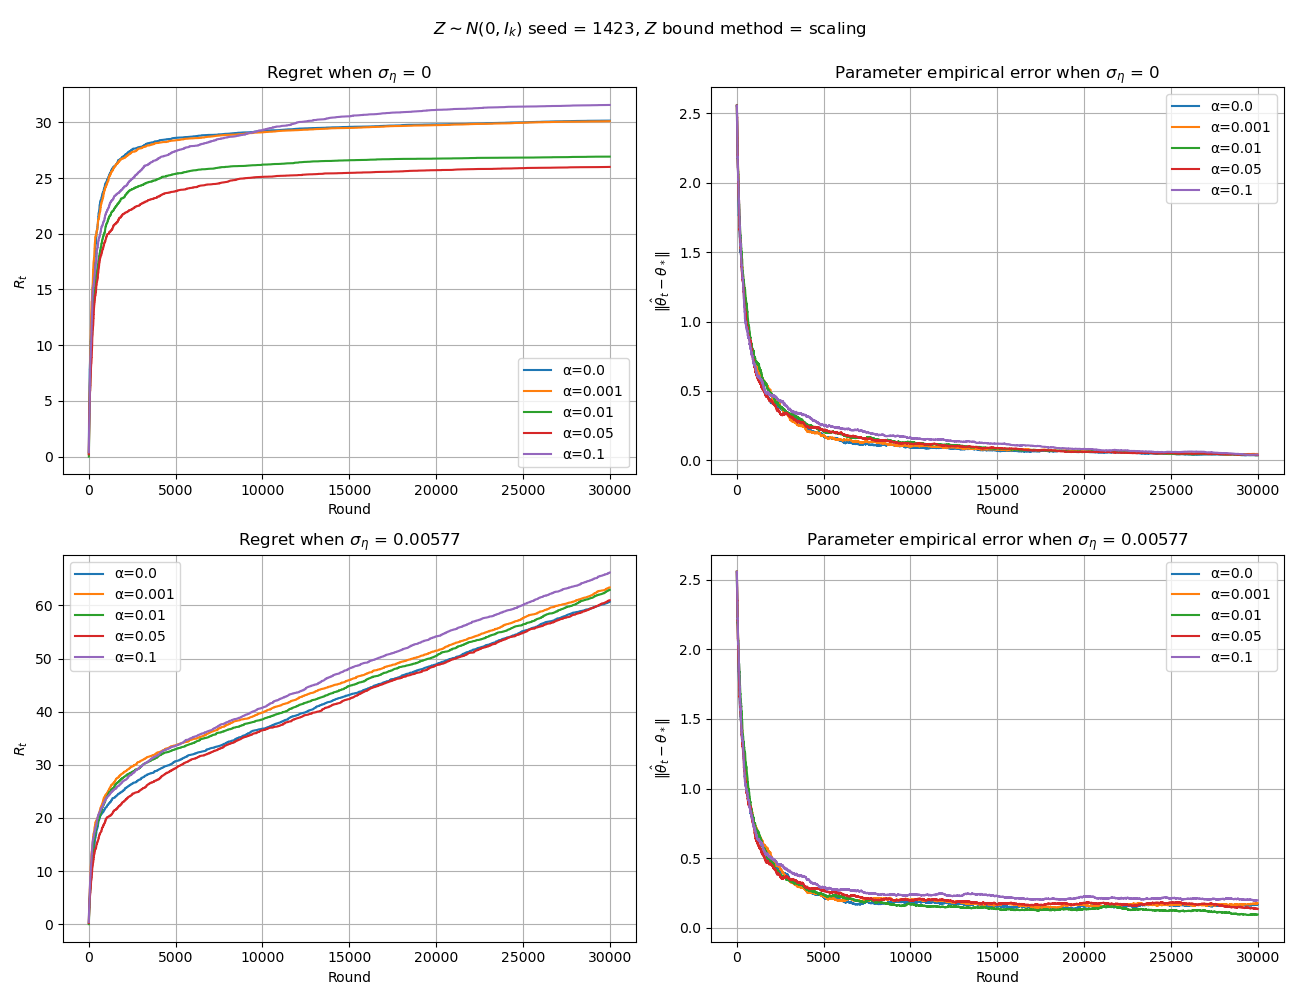 Z ∼ N(0, I_k) seed = 1423, Z bound method = scaling
Regret when σ_η = 0
R_t
30
25
20
15
10
5
0
0 5000 10000 15000 20000 25000 30000
Round
α=0.0
α=0.001
α=0.01
α=0.05
α=0.1
Parameter empirical error when σ_η = 0
‖θ̂_t − θ_*‖
2.5
2.0
1.5
1.0
0.5
0.0
0 5000 10000 15000 20000 25000 30000
Round
α=0.0
α=0.001
α=0.01
α=0.05
α=0.1
Regret when σ_η = 0.00577
R_t
60
50
40
30
20
10
0
0 5000 10000 15000 20000 25000 30000
Round
α=0.0
α=0.001
α=0.01
α=0.05
α=0.1
Parameter empirical error when σ_η = 0.00577
‖θ̂_t − θ_*‖
2.5
2.0
1.5
1.0
0.5
0.0
0 5000 10000 15000 20000 25000 30000
Round
α=0.0
α=0.001
α=0.01
α=0.05
α=0.1